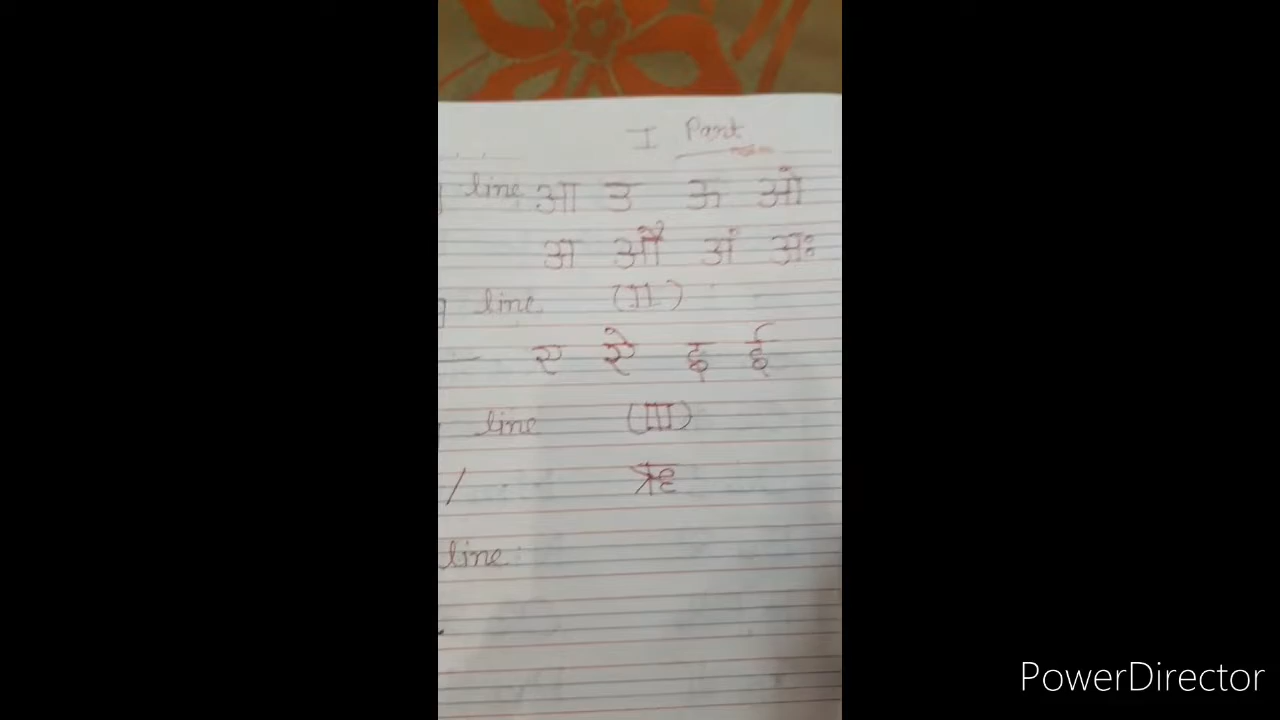 I Part
line आ उ ऊ ओ
अ औ अं अः
line (II)
ए ऐ इ ई
line (III)
ऋ
line
PowerDirector